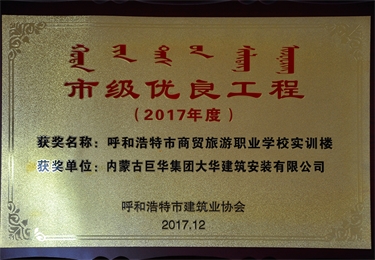 市级优良工程
（2017年度）
获奖名称：呼和浩特市商贸旅游职业学校实训楼
获奖单位：内蒙古巨华集团大华建筑安装有限公司
呼和浩特市建筑业协会
2017.12